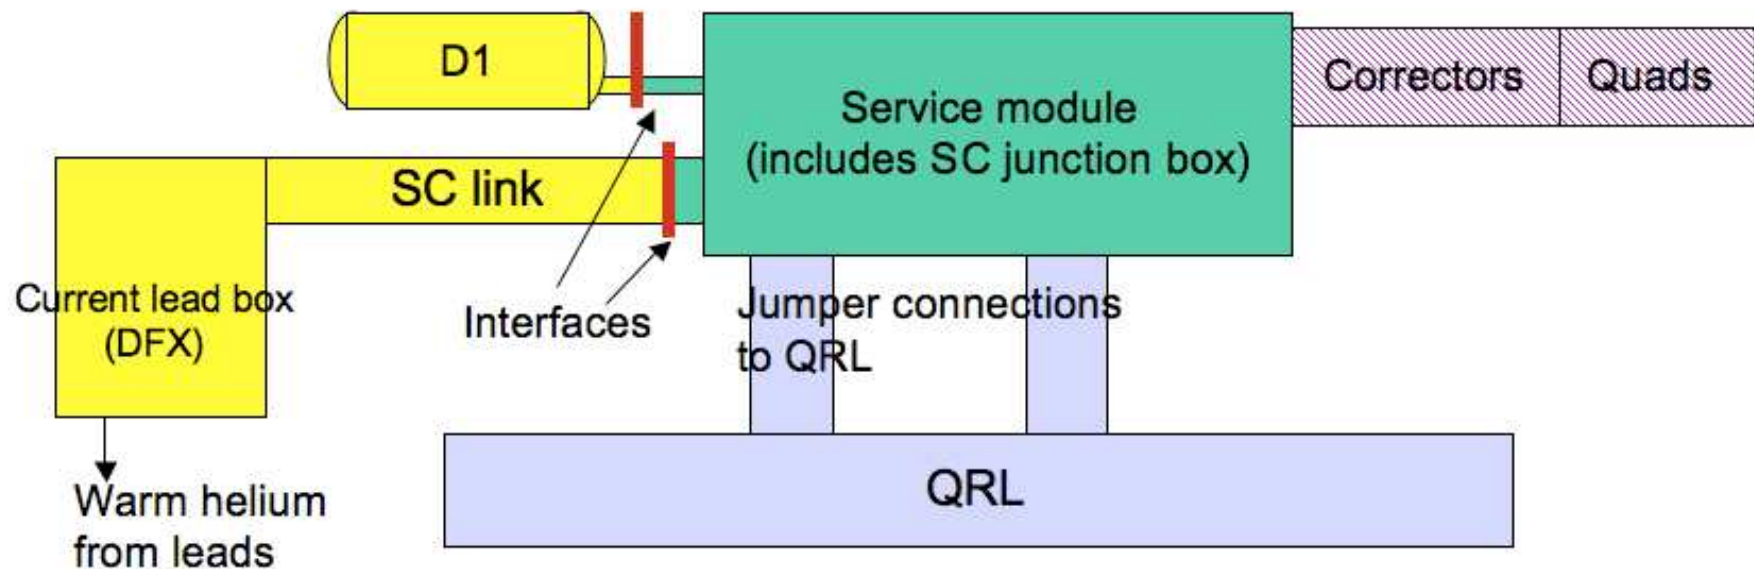 D1
Service module
(includes SC junction box)
Correctors
Quads
SC link
Current lead box
(DFX)
Interfaces
Jumper connections
to QRL
QRL
Warm helium
from leads